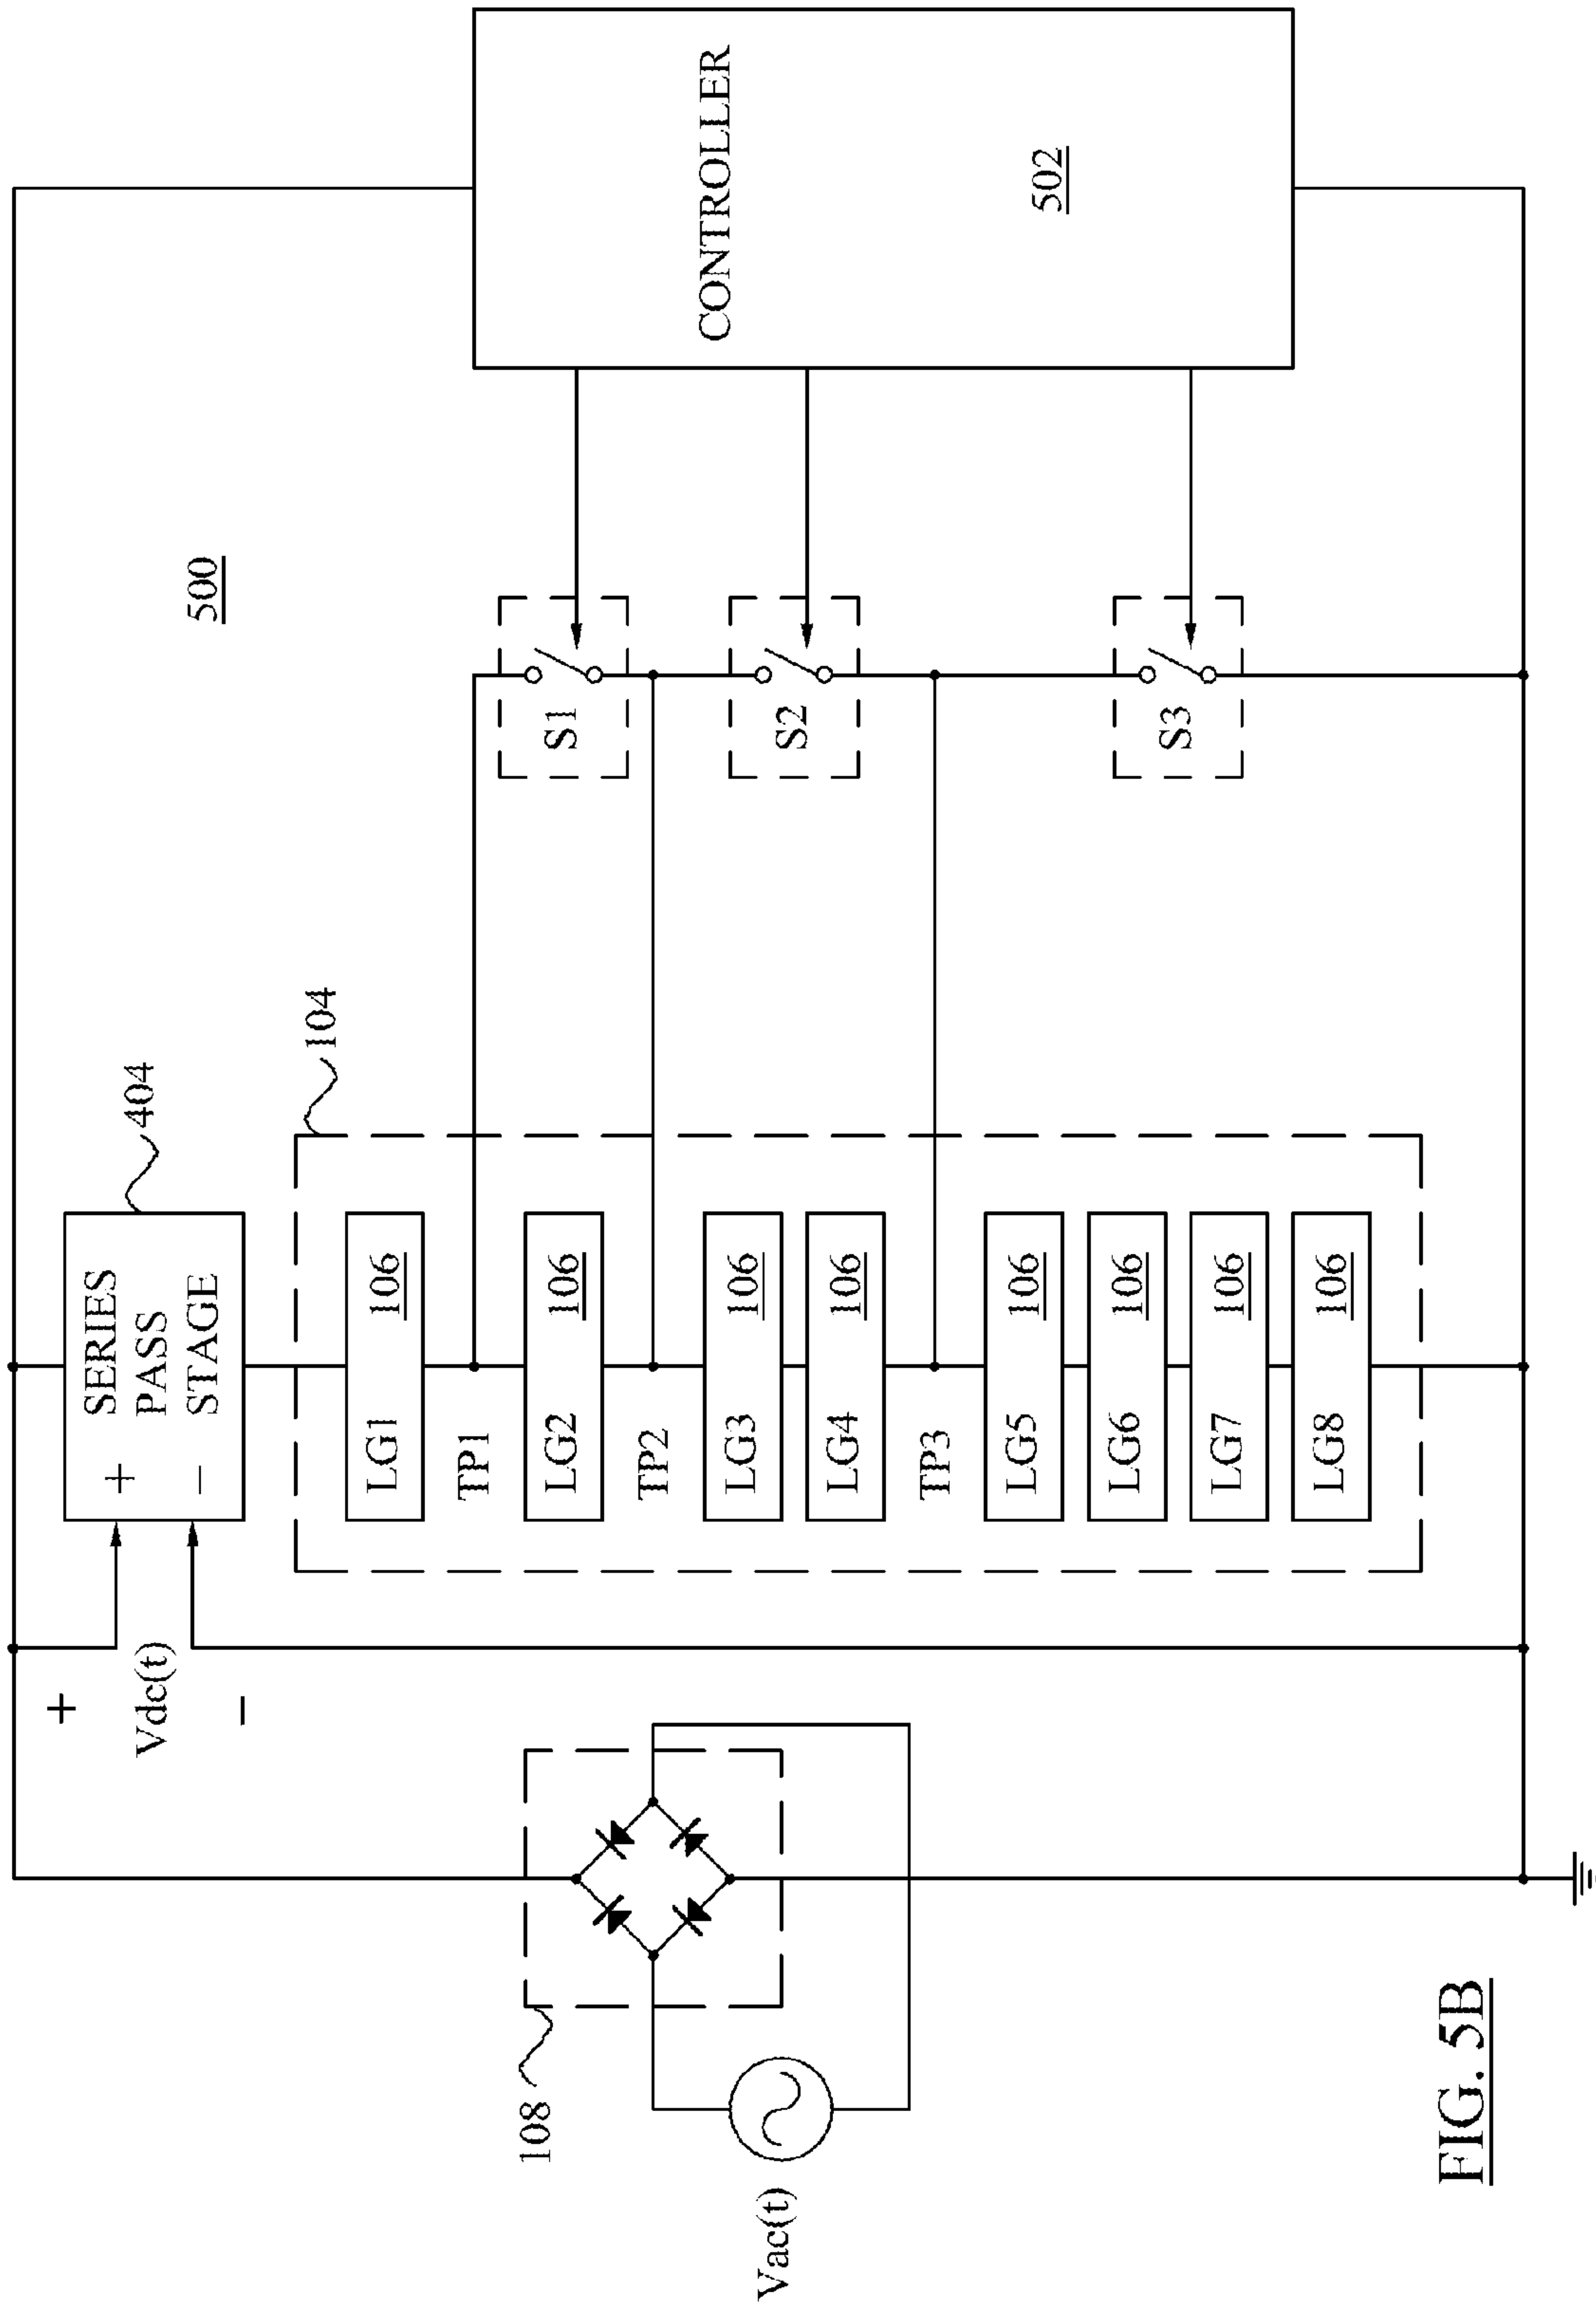 500
CONTROLLER
502
404
104
SERIES
PASS
STAGE
+
−
+
Vdc(t)
−
LG1 106
TP1
LG2 106
TP2
LG3 106
LG4 106
TP3
LG5 106
LG6 106
LG7 106
LG8 106
S1
S2
S3
108
Vac(t)
FIG. 5B